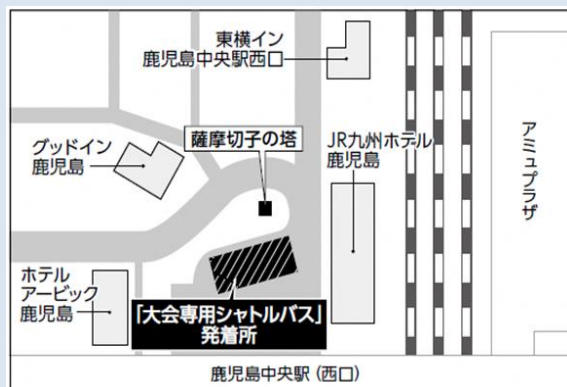 東横イン
鹿児島中央駅西口
グッドイン
鹿児島
薩摩切子の塔
JR九州ホテル
鹿児島
アミュプラザ
ホテル
アービック
鹿児島
「大会専用シャトルバス」
発着所
鹿児島中央駅（西口）